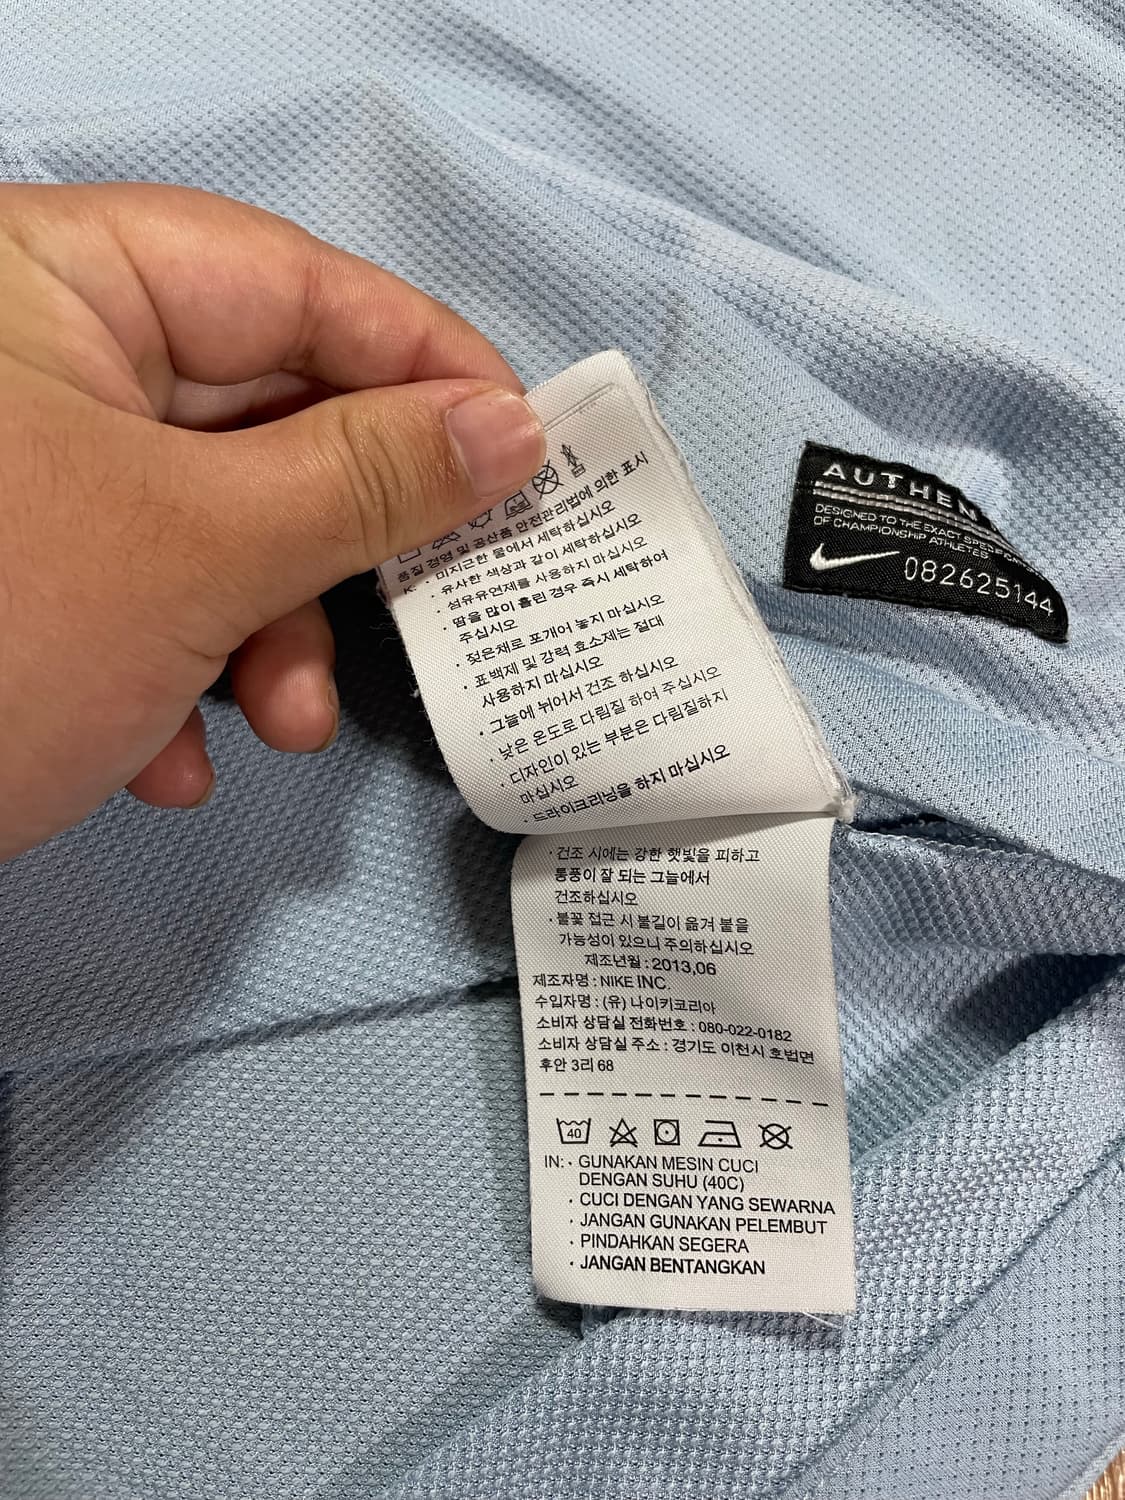 품질 경영 및 공산품 안전관리법에 의한 표시
K: · 미지근한 물에서 세탁하십시오
· 유사한 색상과 같이 세탁하십시오
· 섬유유연제를 사용하지 마십시오
· 땀을 많이 흘린 경우 즉시 세탁하여
주십시오
· 젖은채로 포개어 놓지 마십시오
· 표백제 및 강력 효소제는 절대
사용하지 마십시오
· 그늘에 뉘어서 건조 하십시오
· 낮은 온도로 다림질 하여 주십시오
· 디자인이 있는 부분은 다림질하지
마십시오
· 드라이크리닝을 하지 마십시오
· 건조 시에는 강한 햇빛을 피하고
통풍이 잘 되는 그늘에서
건조하십시오
· 불꽃 접근 시 불길이 옮겨 붙을
가능성이 있으니 주의하십시오
제조년월 : 2013.06
제조자명 : NIKE INC.
수입자명 : (유) 나이키코리아
소비자 상담실 전화번호 : 080-022-0182
소비자 상담실 주소 : 경기도 이천시 호법면
후안 3리 68
40
IN: · GUNAKAN MESIN CUCI
DENGAN SUHU (40C)
· CUCI DENGAN YANG SEWARNA
· JANGAN GUNAKAN PELEMBUT
· PINDAHKAN SEGERA
· JANGAN BENTANGKAN
AUTHEN
DESIGNED TO THE EXACT
OF CHAMPIONSHIP ATHLETES
082625144